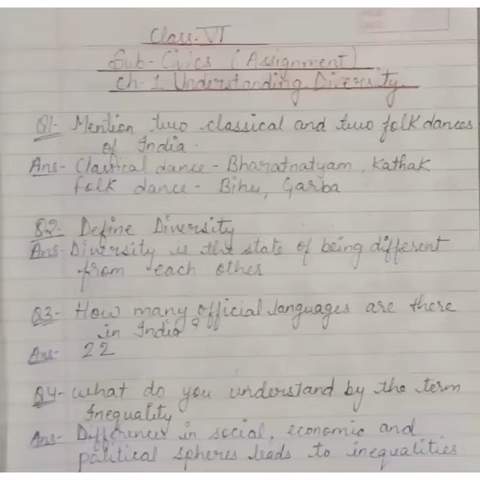 Class-VI
Sub- Civics (Assignment)
Ch-1 Understanding Diversity
Q1- Mention two classical and two folk dances
of India.
Ans- Classical dance - Bharatnatyam, Kathak
folk dance - Bihu, Garba
Q2- Define Diversity
Ans- Diversity is the state of being different
from each other
Q3- How many official languages are there
in India?
Ans- 22
Q4- What do you understand by the term
Inequality
Ans- Differences in social, economic and
political spheres leads to inequalities